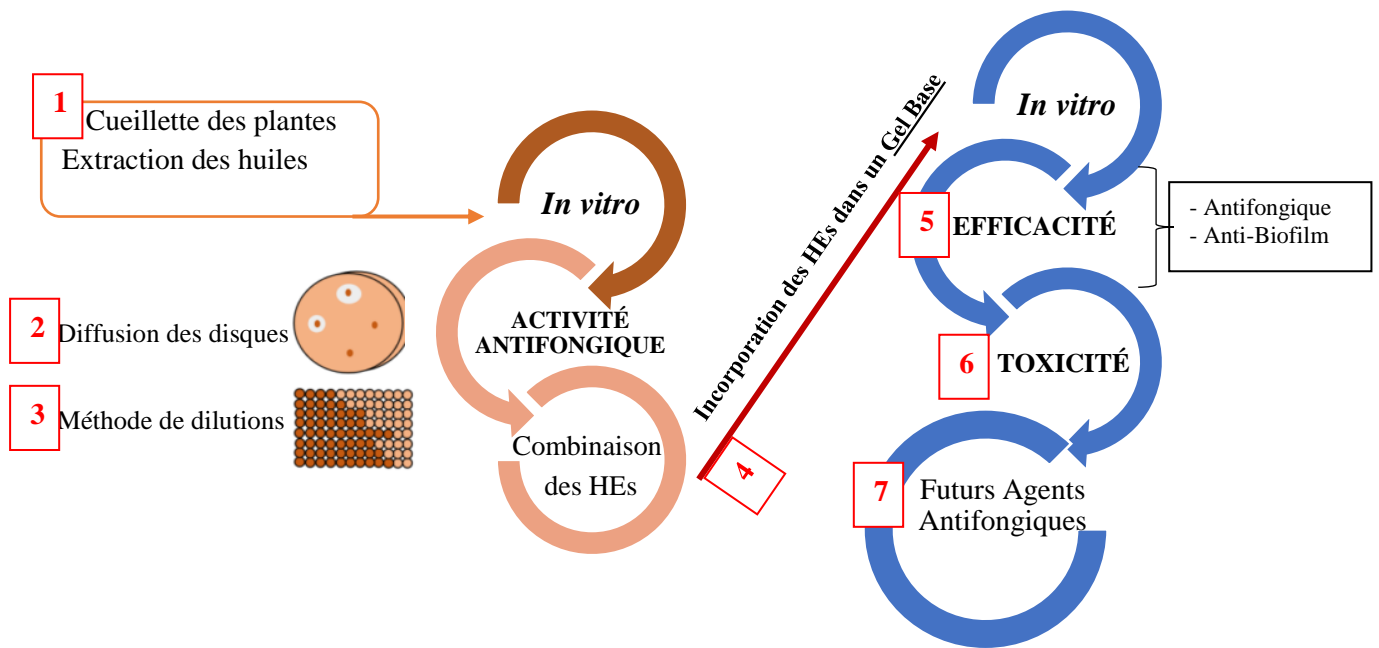 1
Cueillette des plantes
Extraction des huiles
In vitro
2
Diffusion des disques
ACTIVITÉ
ANTIFONGIQUE
3
Méthode de dilutions
Combinaison
des HEs
4
Incorporation des HEs dans un Gel Base
In vitro
5
EFFICACITÉ
- Antifongique
- Anti-Biofilm
6
TOXICITÉ
7
Futurs Agents
Antifongiques